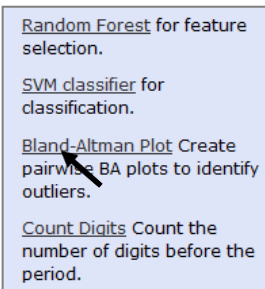 Random Forest for feature
selection.
SVM classifier for
classification.
Bland-Altman Plot Create
pairwise BA plots to identify
outliers.
Count Digits Count the
number of digits before the
period.